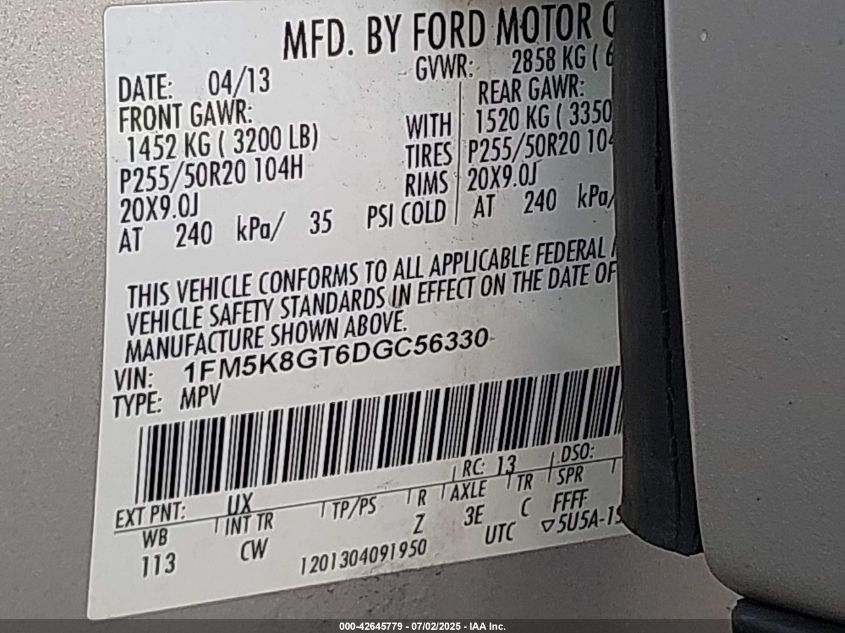 MFD. BY FORD MOTOR
GVWR: 2858 KG (
DATE: 04/13
FRONT GAWR:
1452 KG ( 3200 LB)
P255/50R20 104H
20X9.0J
AT 240 kPa/ 35
WITH
TIRES
RIMS
PSI COLD
REAR GAWR:
1520 KG ( 3350
P255/50R20
20X9.0J
AT 240 kPa/
THIS VEHICLE CONFORMS TO ALL APPLICABLE FEDERAL
VEHICLE SAFETY STANDARDS IN EFFECT ON THE DATE OF
MANUFACTURE SHOWN ABOVE.
VIN: 1FM5K8GT6DGC56330
TYPE: MPV
RC: 13 DSO:
EXT PNT: UX
WB INT TR TP/PS R AXLE TR SPR
113 CW Z 3E C FFFF
1201304091950 UTC ▽5U5A-
000-42645779 - 07/02/2025 - IAA Inc.